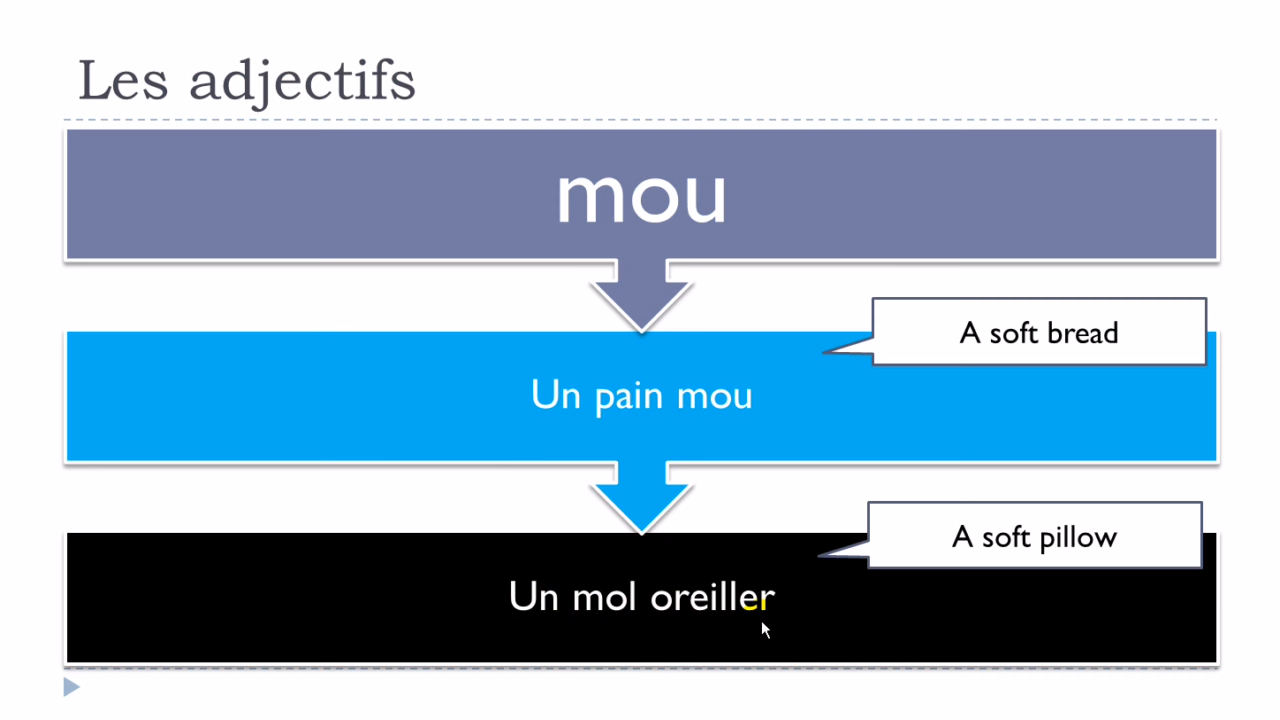 Les adjectifs
mou
A soft bread
Un pain mou
A soft pillow
Un mol oreiller